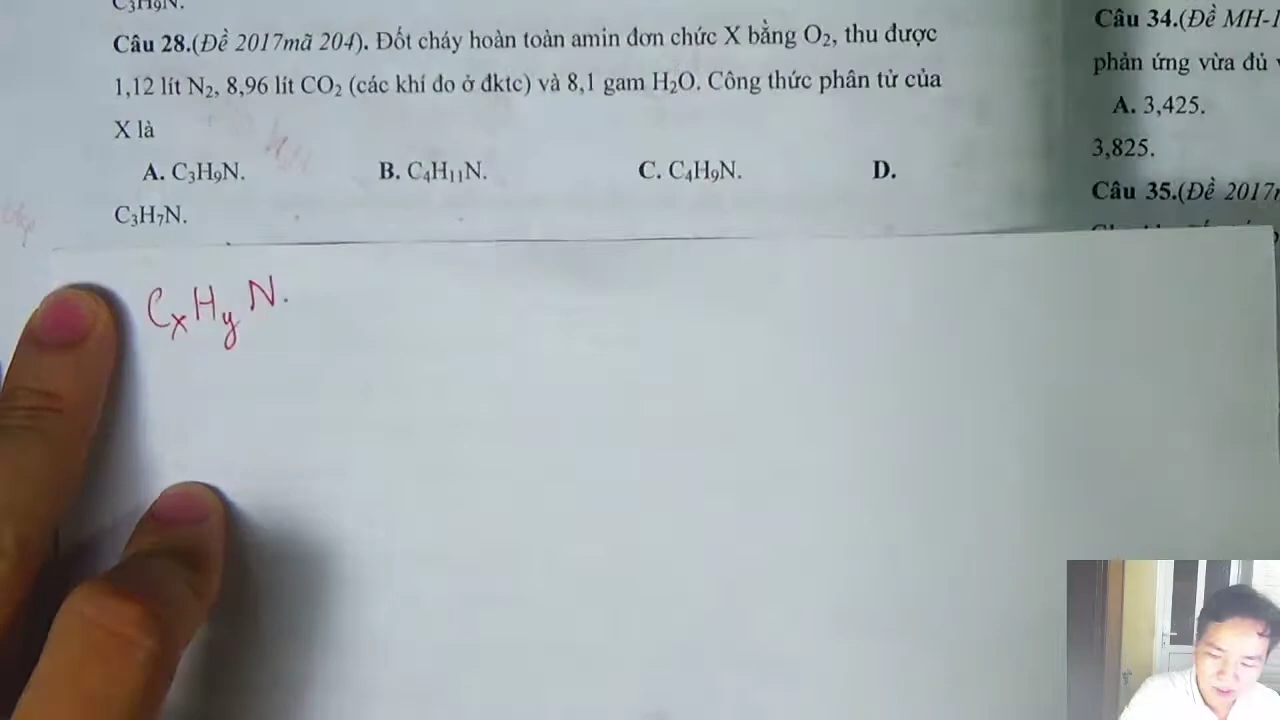 C₃H₉N.
Câu 28.(Đề 2017mã 204). Đốt cháy hoàn toàn amin đơn chức X bằng O₂, thu được
1,12 lít N₂, 8,96 lít CO₂ (các khí đo ở đktc) và 8,1 gam H₂O. Công thức phân tử của
X là
A. C₃H₉N. B. C₄H₁₁N. C. C₄H₉N. D.
C₃H₇N.
CₓHᵧN.
Câu 34.(Đề MH-
phản ứng vừa đủ
A. 3,425.
3,825.
Câu 35.(Đề 2017